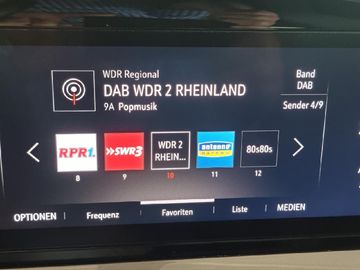 WDR Regional
DAB WDR 2 RHEINLAND
9A Popmusik
Band
DAB
Sender 4/9
RPR1.
SWR3
WDR 2
RHEIN...
antenne
80s80s
8
9
10
11
12
OPTIONEN
Frequenz
Favoriten
Liste
MEDIEN